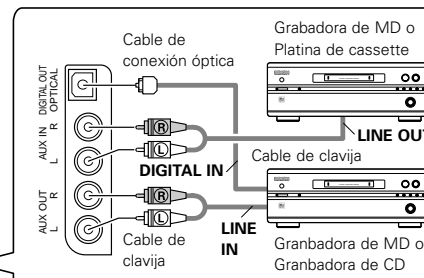 Grabadora de MD o
Platina de cassette
Cable de
conexión óptica
DIGITAL OUT
OPTICAL
AUX IN
R
L
R
L
LINE OUT
DIGITAL IN
Cable de clavija
AUX OUT
R
L
R
L
LINE
IN
Cable de
clavija
Granbadora de MD o
Granbadora de CD